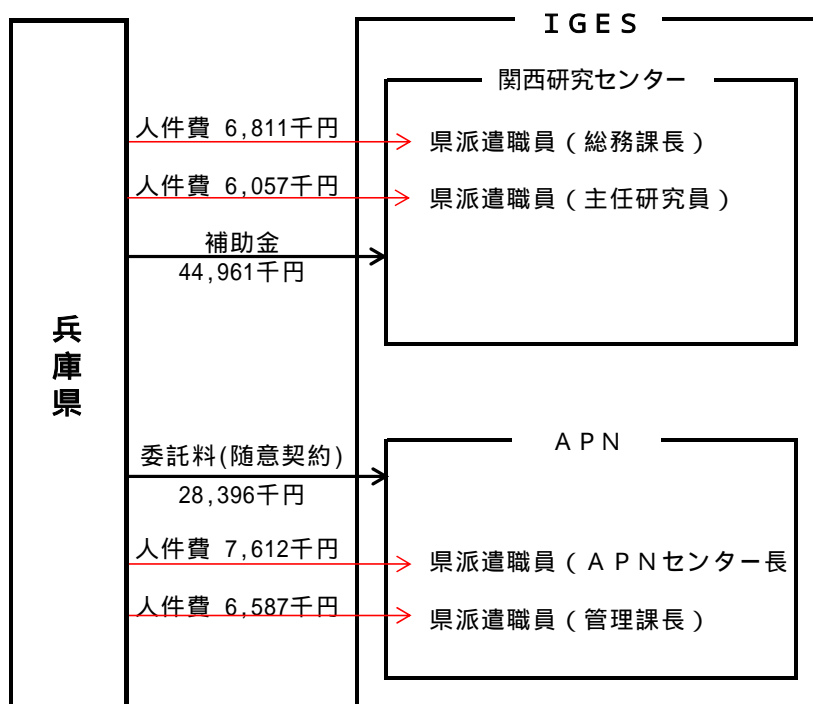 ＩＧＥＳ
関西研究センター
人件費 6,811千円
県派遣職員（総務課長）
人件費 6,057千円
県派遣職員（主任研究員）
補助金
44,961千円
兵庫県
ＡＰＮ
委託料(随意契約)
28,396千円
人件費 7,612千円
県派遣職員（ＡＰＮセンター長
人件費 6,587千円
県派遣職員（管理課長）